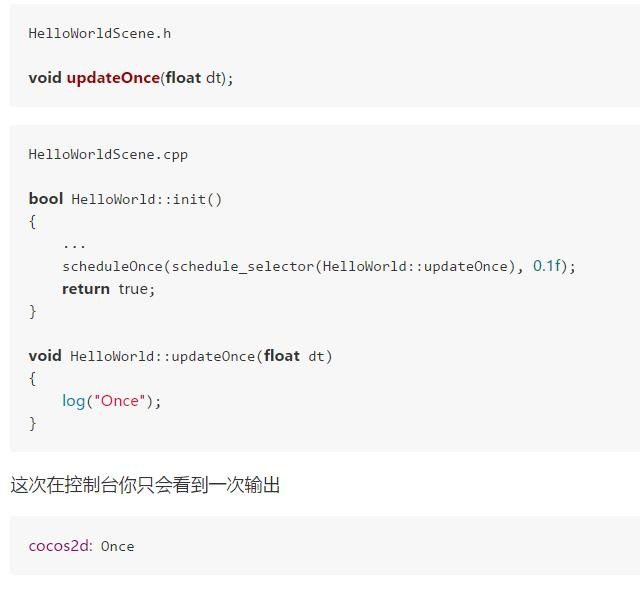 HelloWorldScene.h
void updateOnce(float dt);
HelloWorldScene.cpp
bool HelloWorld::init()
{
    ...
    scheduleOnce(schedule_selector(HelloWorld::updateOnce), 0.1f);
    return true;
}
void HelloWorld::updateOnce(float dt)
{
    log("Once");
}
这次在控制台你只会看到一次输出
cocos2d: Once